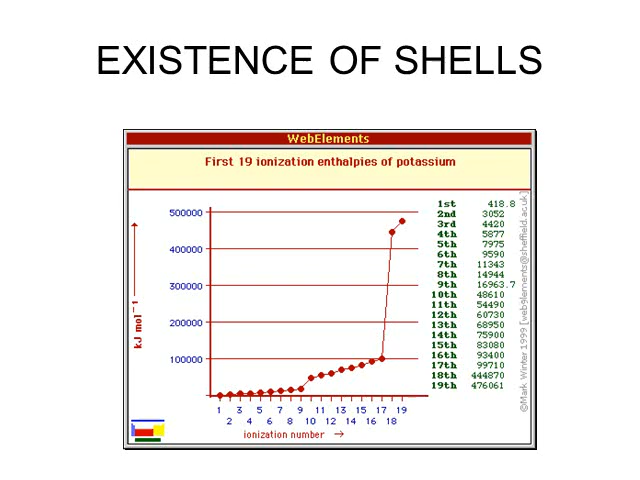 EXISTENCE OF SHELLS
WebElements
First 19 ionization enthalpies of potassium
500000
400000
300000
200000
100000
kJ mol⁻¹
1 3 5 7 9 11 13 15 17 19
2 4 6 8 10 12 14 16 18
ionization number
1st 418.8
2nd 3052
3rd 4420
4th 5877
5th 7975
6th 9590
7th 11343
8th 14944
9th 16963.7
10th 48610
11th 54490
12th 60730
13th 68950
14th 75900
15th 83080
16th 93400
17th 99710
18th 444870
19th 476061
©Mark Winter 1999 [webelements@sheffield.ac.uk]